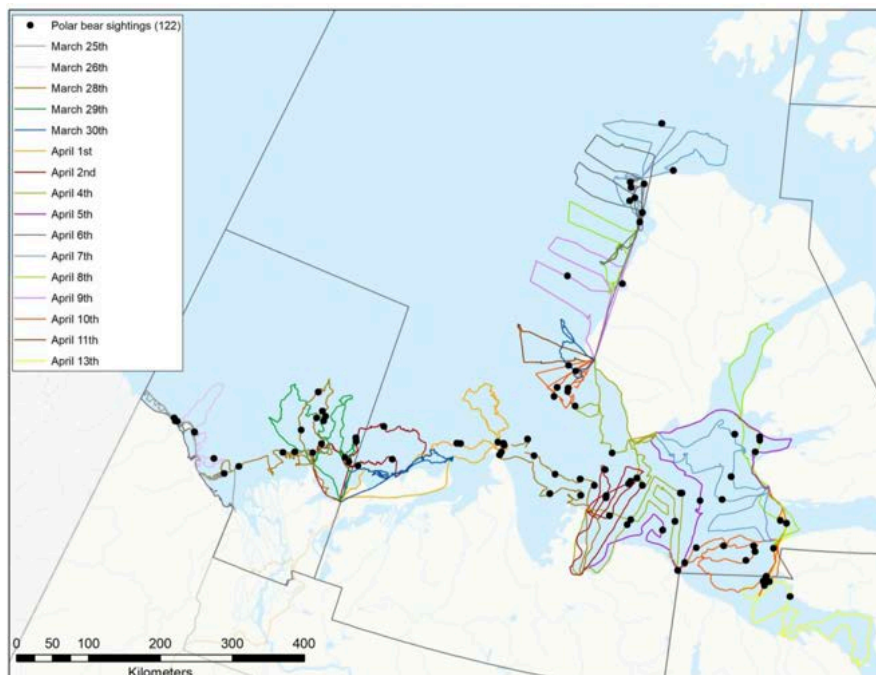 Polar bear sightings (122)
March 25th
March 26th
March 28th
March 29th
March 30th
April 1st
April 2nd
April 4th
April 5th
April 6th
April 7th
April 8th
April 9th
April 10th
April 11th
April 13th
0 50 100 200 300 400
Kilometers